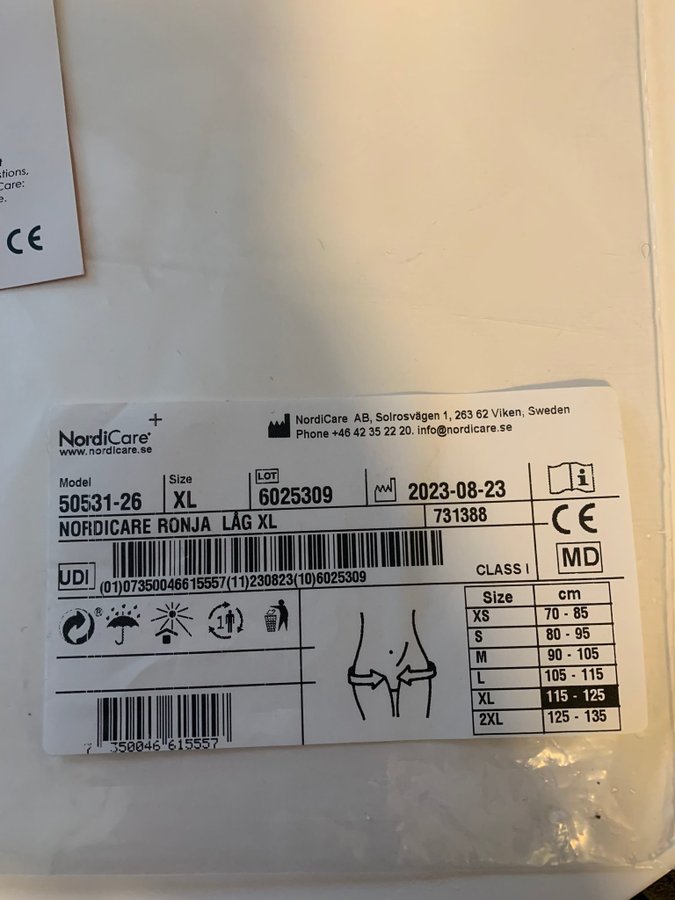 stions,
Care:
e.
CE
NordiCare®
www.nordicare.se
NordiCare AB, Solrosvägen 1, 263 62 Viken, Sweden
Phone +46 42 35 22 20. info@nordicare.se
Model
50531-26
Size
XL
LOT
6025309
2023-08-23
i
NORDICARE RONJA LÅG XL
731388
CE
UDI
(01)07350046615557(11)230823(10)6025309
CLASS I
MD
®
1
Size cm
XS 70 - 85
S 80 - 95
M 90 - 105
L 105 - 115
XL 115 - 125
2XL 125 - 135
7 350046 615557